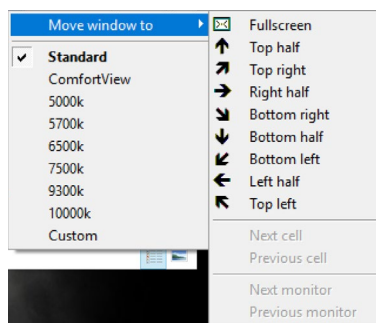 Move window to
Standard
ComfortView
5000k
5700k
6500k
7500k
9300k
10000k
Custom
Fullscreen
Top half
Top right
Right half
Bottom right
Bottom half
Bottom left
Left half
Top left
Next cell
Previous cell
Next monitor
Previous monitor